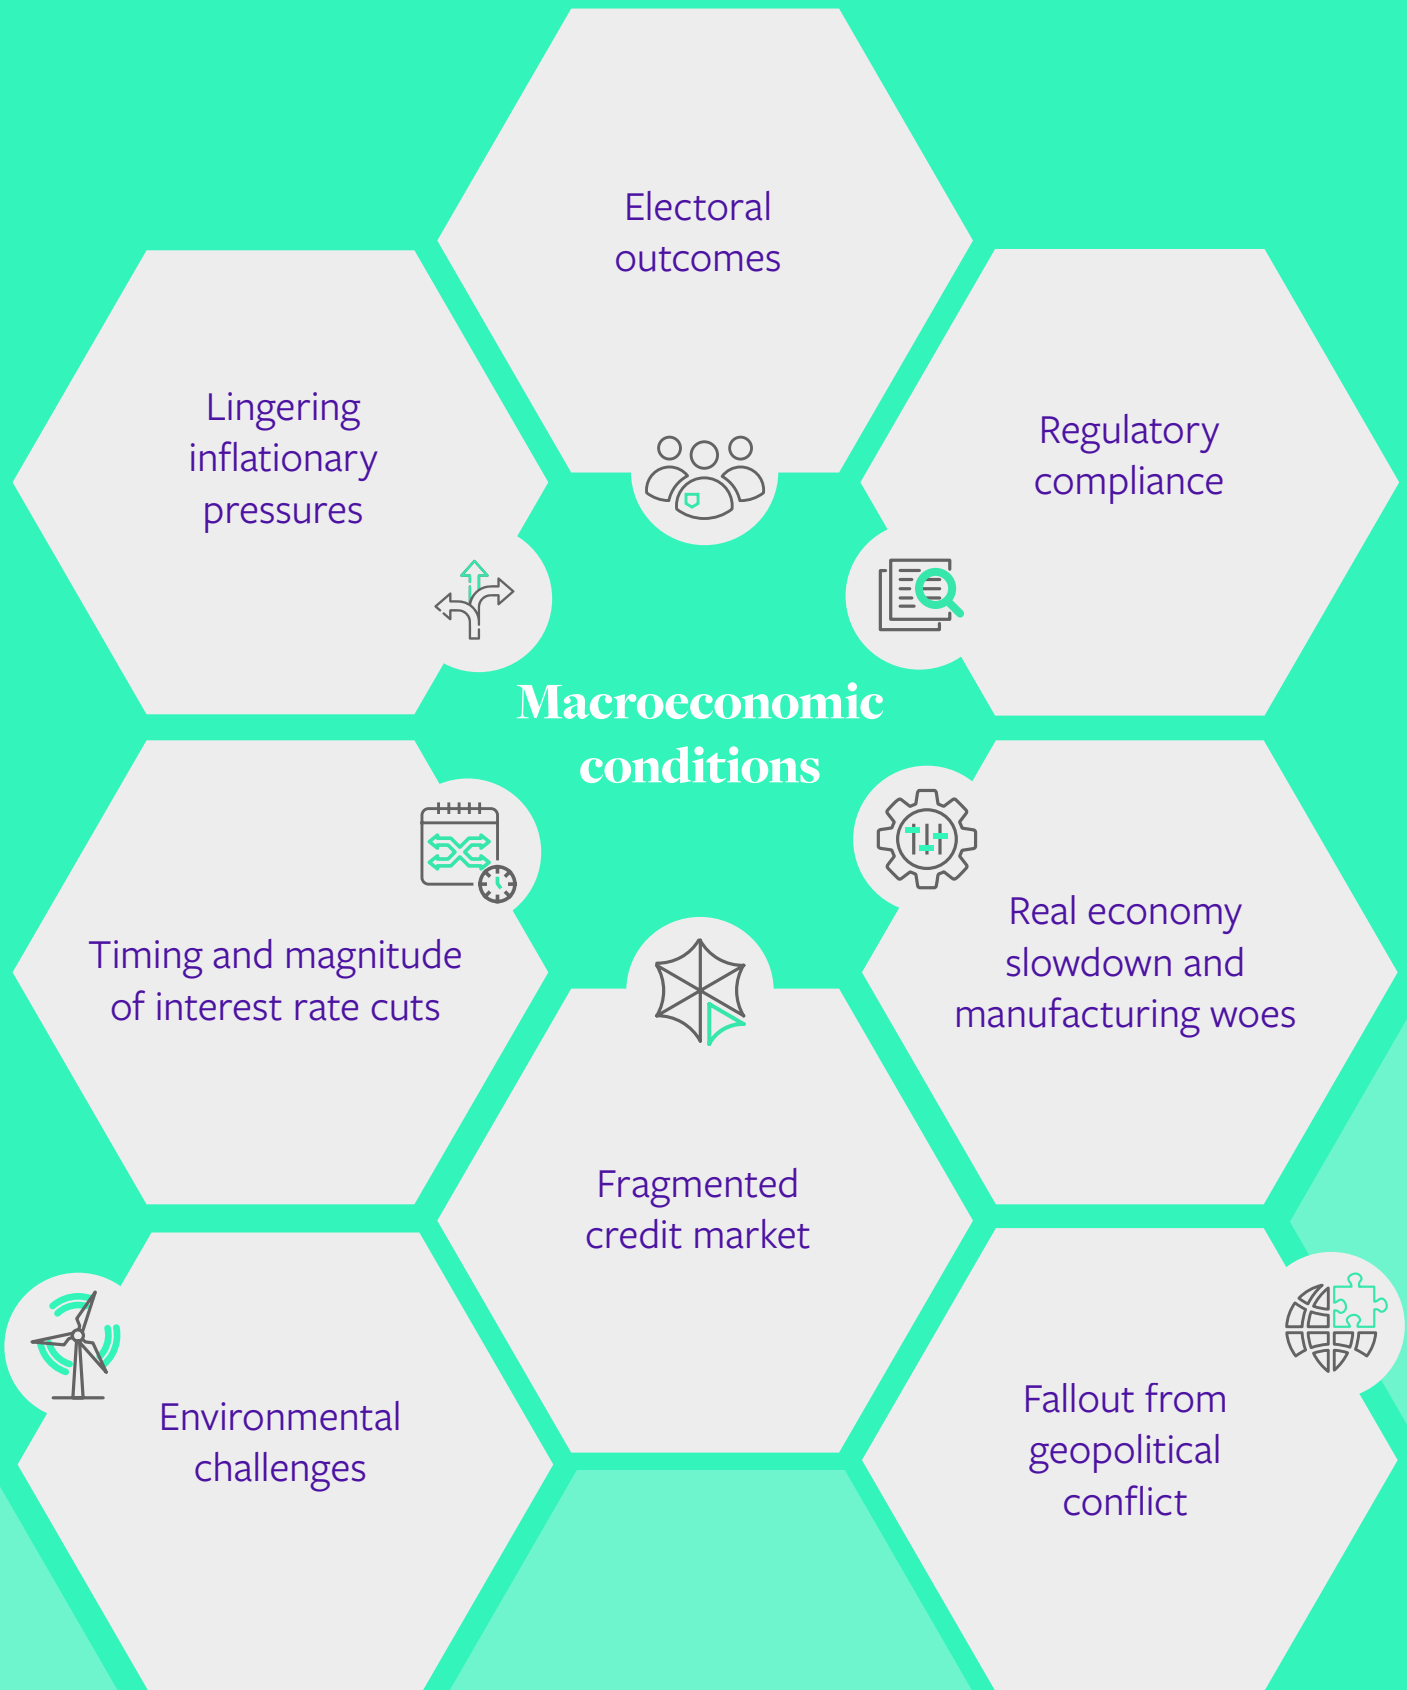 Electoral
outcomes
Lingering
inflationary
pressures
Regulatory
compliance
Macroeconomic
conditions
Timing and magnitude
of interest rate cuts
Real economy
slowdown and
manufacturing woes
Fragmented
credit market
Environmental
challenges
Fallout from
geopolitical
conflict